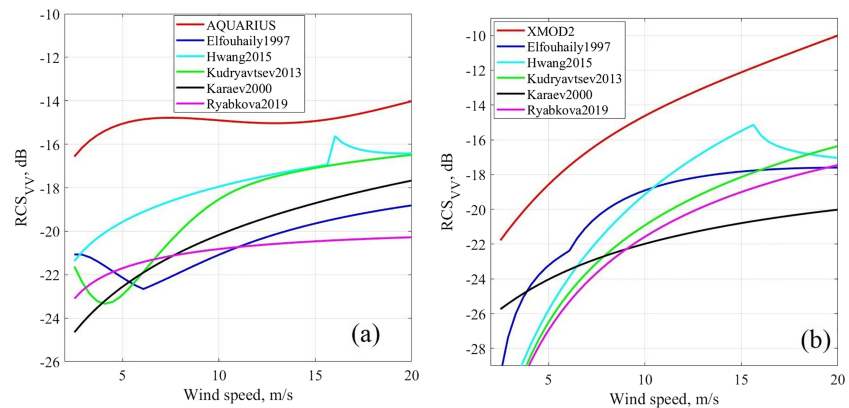 (a)
AQUARIUS
Elfouhaily1997
Hwang2015
Kudryavtsev2013
Karaev2000
Ryabkova2019
-10
-12
-14
-16
-18
-20
-22
-24
-26
RCSVV, dB
5
10
15
20
Wind speed, m/s
XMOD2
Elfouhaily1997
Hwang2015
Kudryavtsev2013
Karaev2000
Ryabkova2019
-10
-12
-14
-16
-18
-20
-22
-24
-26
-28
RCSVV, dB
(b)
5
10
15
20
Wind speed, m/s